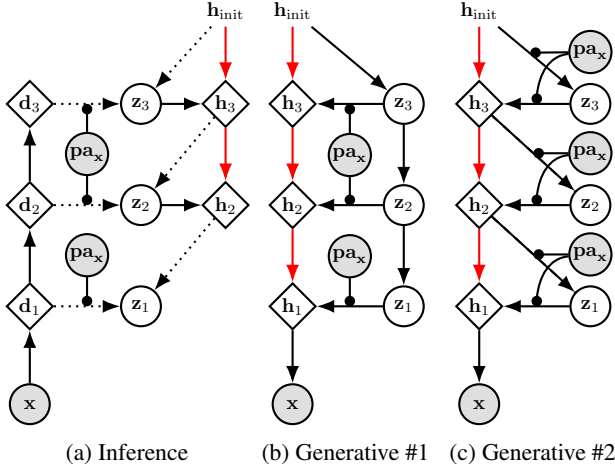 h_init h_init h_init
pa_x
d_3 z_3 h_3 h_3 z_3 h_3 z_3
pa_x pa_x pa_x
d_2 z_2 h_2 h_2 z_2 h_2 z_2
pa_x pa_x pa_x
d_1 z_1 h_1 z_1 h_1 z_1
x x x
(a) Inference (b) Generative #1 (c) Generative #2